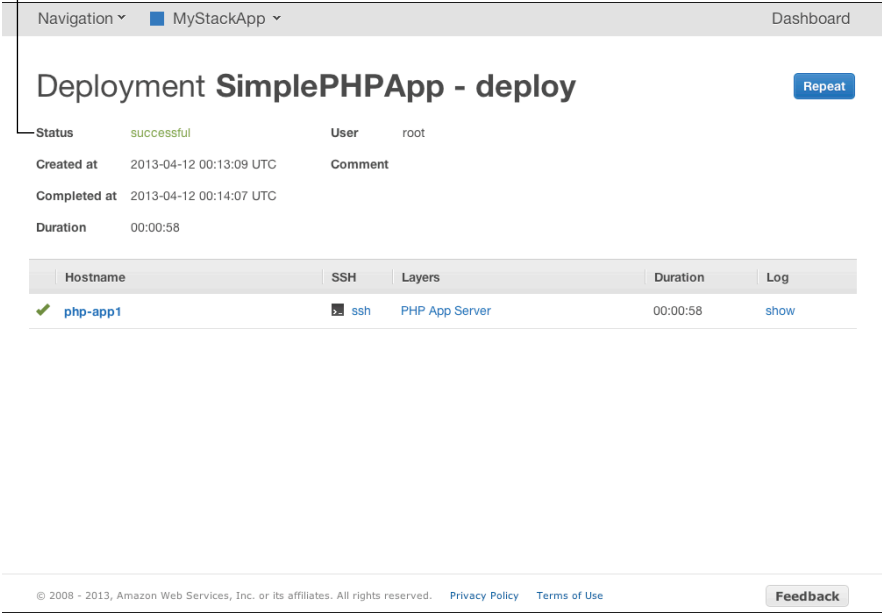 Navigation MyStackApp Dashboard
Deployment SimplePHPApp - deploy Repeat
Status successful User root
Created at 2013-04-12 00:13:09 UTC Comment
Completed at 2013-04-12 00:14:07 UTC
Duration 00:00:58
Hostname SSH Layers Duration Log
php-app1 ssh PHP App Server 00:00:58 show
© 2008 - 2013, Amazon Web Services, Inc. or its affiliates. All rights reserved. Privacy Policy Terms of Use Feedback